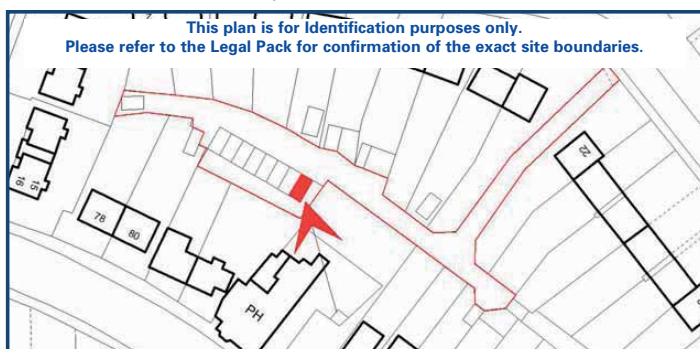 This plan is for Identification purposes only.
Please refer to the Legal Pack for confirmation of the exact site boundaries.
22
15
16
78
80
PH